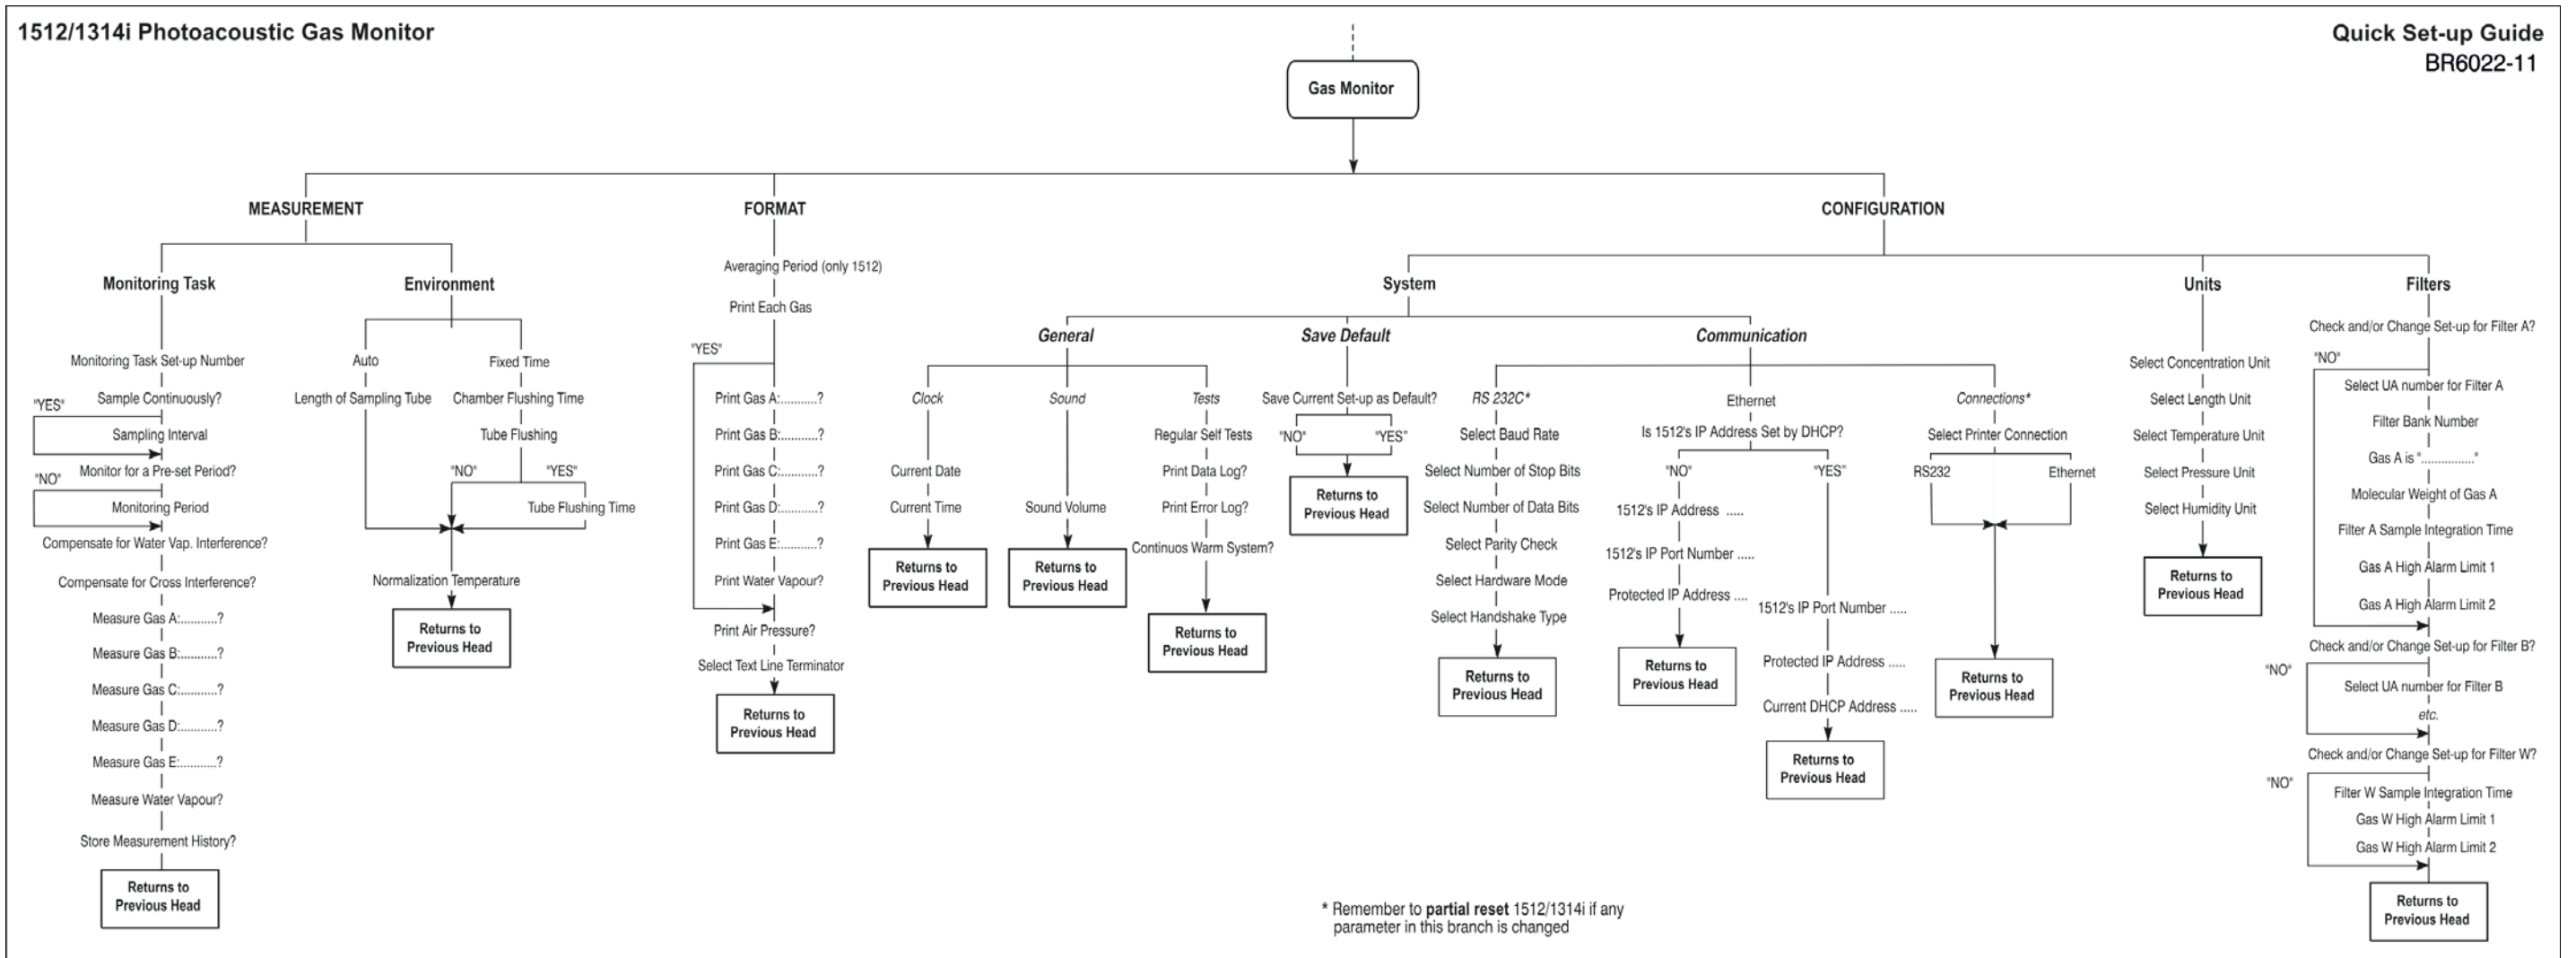 1512/1314i Photoacoustic Gas Monitor
Quick Set-up Guide
BR6022-11
Gas Monitor
MEASUREMENT
Monitoring Task
Monitoring Task Set-up Number
Sample Continuously?
"YES"
Sampling Interval
Monitor for a Pre-set Period?
"NO"
Monitoring Period
Compensate for Water Vap. Interference?
Compensate for Cross Interference?
Measure Gas A:..........?
Measure Gas B:..........?
Measure Gas C:..........?
Measure Gas D:..........?
Measure Gas E:..........?
Measure Water Vapour?
Store Measurement History?
Returns to
Previous Head
Environment
Auto
Length of Sampling Tube
Fixed Time
Chamber Flushing Time
Tube Flushing
"NO"
"YES"
Tube Flushing Time
Normalization Temperature
Returns to
Previous Head
FORMAT
Averaging Period (only 1512)
Print Each Gas
"YES"
Print Gas A:..........?
Print Gas B:..........?
Print Gas C:..........?
Print Gas D:..........?
Print Gas E:..........?
Print Water Vapour?
Print Air Pressure?
Select Text Line Terminator
Returns to
Previous Head
CONFIGURATION
System
General
Clock
Current Date
Current Time
Returns to
Previous Head
Sound
Sound Volume
Returns to
Previous Head
Tests
Regular Self Tests
Print Data Log?
Print Error Log?
Continuos Warm System?
Returns to
Previous Head
Save Default
Save Current Set-up as Default?
"NO"
"YES"
Returns to
Previous Head
Communication
RS 232C*
Select Baud Rate
Select Number of Stop Bits
Select Number of Data Bits
Select Parity Check
Select Hardware Mode
Select Handshake Type
Returns to
Previous Head
Ethernet
Is 1512's IP Address Set by DHCP?
"NO"
1512's IP Address .....
1512's IP Port Number .....
Protected IP Address ....
Returns to
Previous Head
"YES"
1512's IP Port Number .....
Protected IP Address .....
Current DHCP Address .....
Returns to
Previous Head
Connections*
Select Printer Connection
RS232
Ethernet
Returns to
Previous Head
Units
Select Concentration Unit
Select Length Unit
Select Temperature Unit
Select Pressure Unit
Select Humidity Unit
Returns to
Previous Head
Filters
Check and/or Change Set-up for Filter A?
"NO"
Select UA number for Filter A
Filter Bank Number
Gas A is "..............."
Molecular Weight of Gas A
Filter A Sample Integration Time
Gas A High Alarm Limit 1
Gas A High Alarm Limit 2
Check and/or Change Set-up for Filter B?
"NO"
Select UA number for Filter B
etc.
Check and/or Change Set-up for Filter W?
"NO"
Filter W Sample Integration Time
Gas W High Alarm Limit 1
Gas W High Alarm Limit 2
Returns to
Previous Head
* Remember to partial reset 1512/1314i if any
parameter in this branch is changed